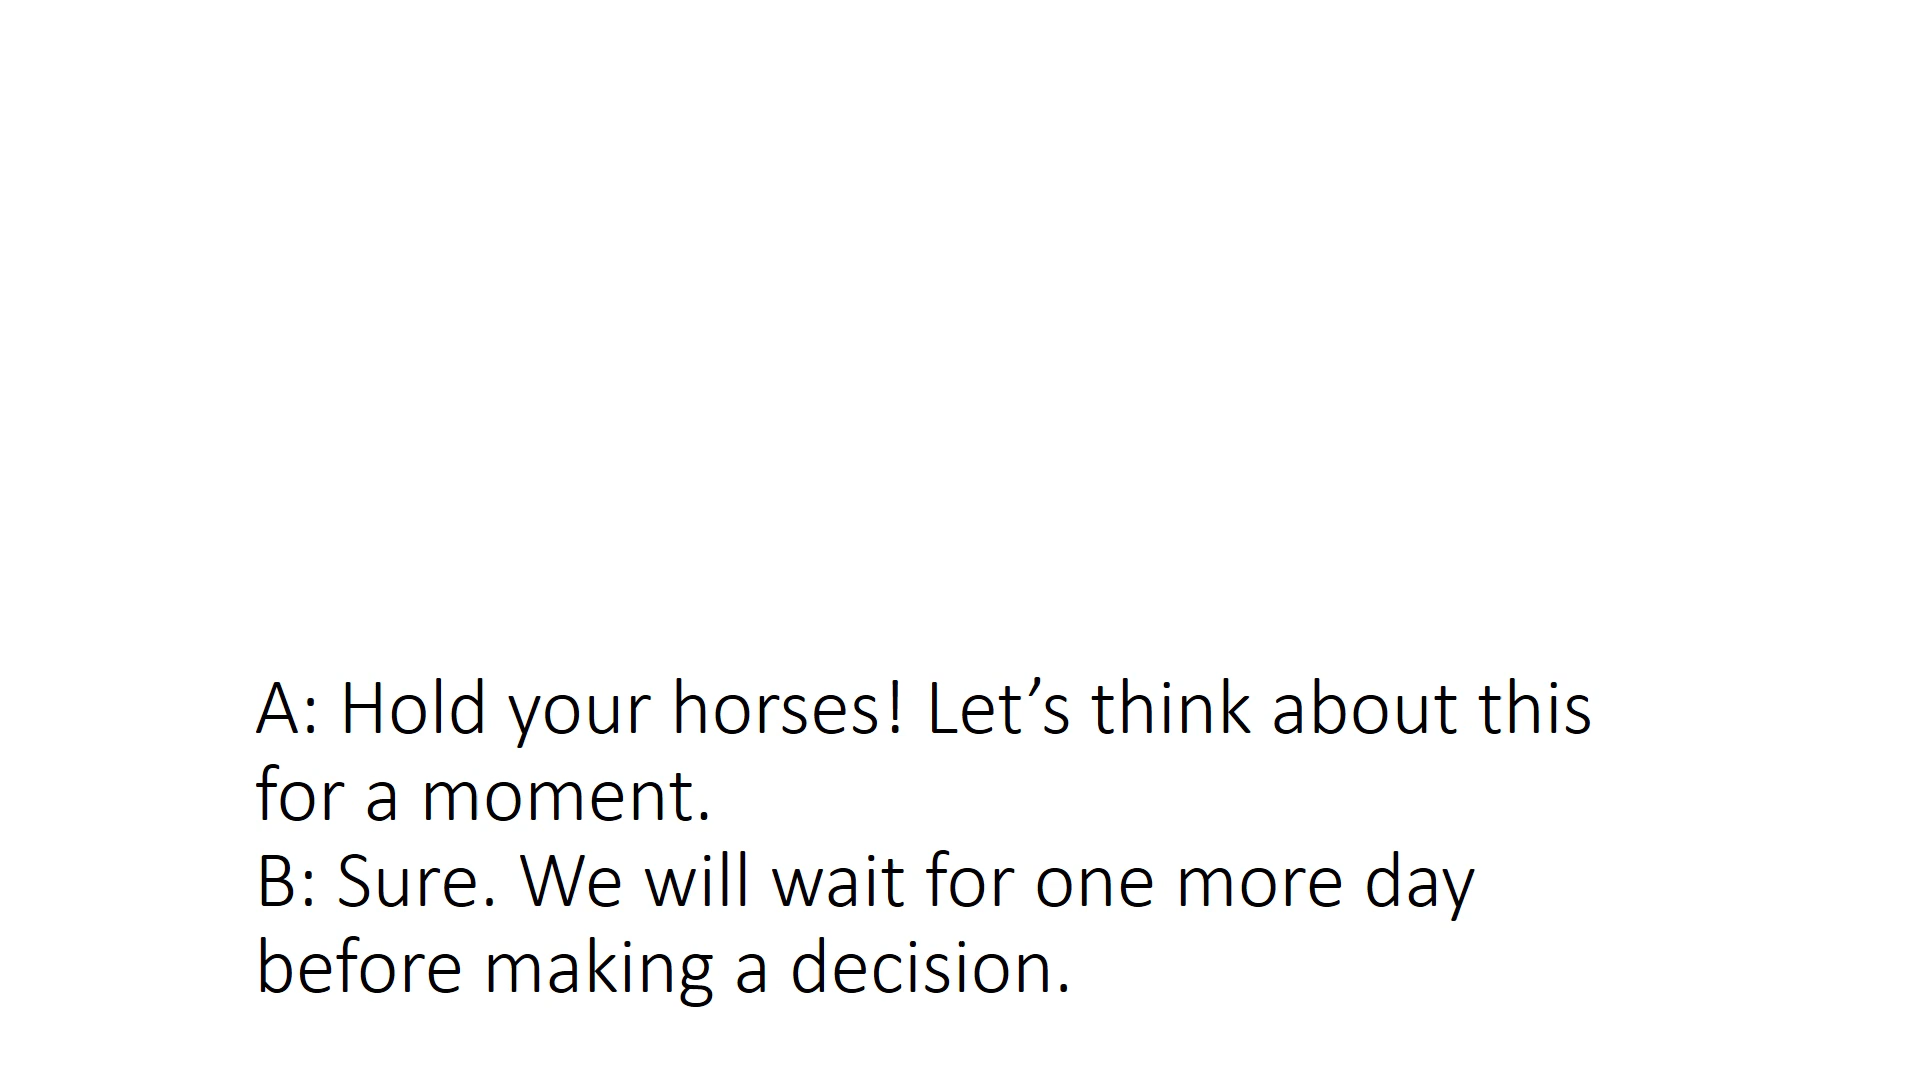 A: Hold your horses! Let’s think about this
for a moment.
B: Sure. We will wait for one more day
before making a decision.